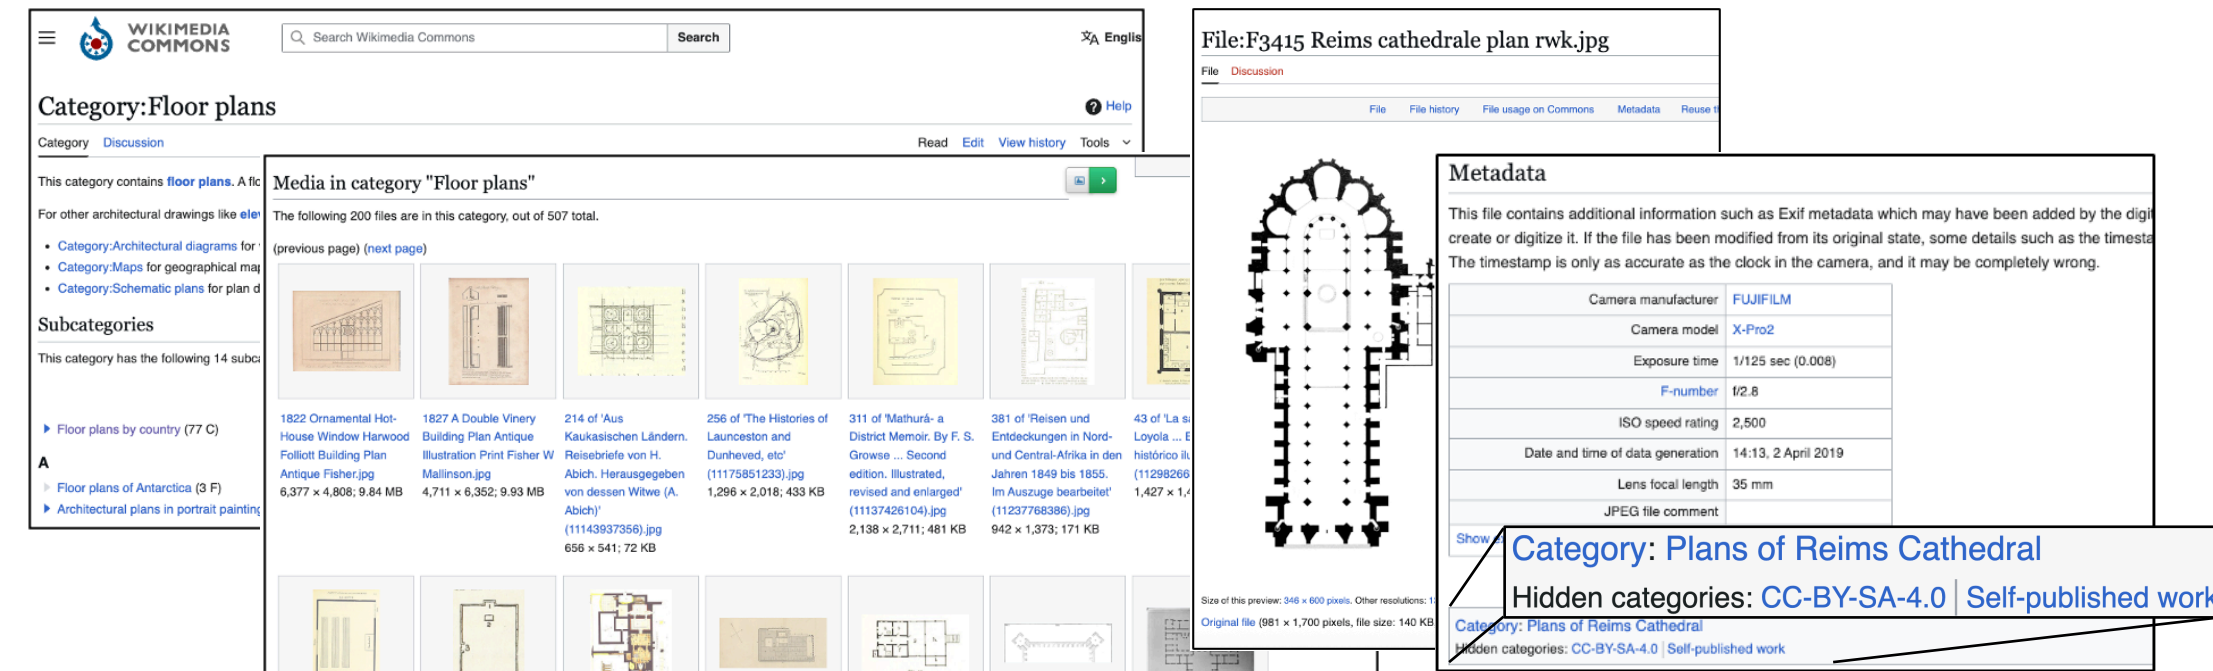 WIKIMEDIA
COMMONS
Search Wikimedia Commons
Search
Englis
Category:Floor plans
Help
Category Discussion
Read Edit View history Tools
This category contains floor plans. A flo
For other architectural drawings like elev
Category:Architectural diagrams for
Category:Maps for geographical map
Category:Schematic plans for plan d
Subcategories
This category has the following 14 subca
Floor plans by country (77 C)
A
Floor plans of Antarctica (3 F)
Architectural plans in portrait painting
Media in category "Floor plans"
The following 200 files are in this category, out of 507 total.
(previous page) (next page)
1822 Ornamental Hot-
House Window Harwood
Folliott Building Plan
Antique Fisher.jpg
6,377 × 4,808; 9.84 MB
1827 A Double Vinery
Building Plan Antique
Illustration Print Fisher W
Mallinson.jpg
4,711 × 6,352; 9.93 MB
214 of 'Aus
Kaukasischen Ländern.
Reisebriefe von H.
Abich. Herausgegeben
von dessen Witwe (A.
Abich)'
(11143937356).jpg
656 × 541; 72 KB
256 of 'The Histories of
Launceston and
Dunheved, etc'
(11175851233).jpg
1,296 × 2,018; 433 KB
311 of 'Mathurá- a
District Memoir. By F. S.
Growse ... Second
edition. Illustrated,
revised and enlarged'
(11137426104).jpg
2,138 × 2,711; 481 KB
381 of 'Reisen und
Entdeckungen in Nord-
und Central-Afrika in den
Jahren 1849 bis 1855.
Im Auszuge bearbeitet'
(11237768386).jpg
942 × 1,373; 171 KB
43 of 'La sa
Loyola ... E
histórico ilu
(11298266
1,427 × 1,4
File:F3415 Reims cathedrale plan rwk.jpg
File Discussion
File File history File usage on Commons Metadata Reuse t
Size of this preview: 346 × 600 pixels. Other resolutions: 1
Original file (981 × 1,700 pixels, file size: 140 KB
Metadata
This file contains additional information such as Exif metadata which may have been added by the digit
create or digitize it. If the file has been modified from its original state, some details such as the timesta
The timestamp is only as accurate as the clock in the camera, and it may be completely wrong.
Camera manufacturer FUJIFILM
Camera model X-Pro2
Exposure time 1/125 sec (0.008)
F-number f/2.8
ISO speed rating 2,500
Date and time of data generation 14:13, 2 April 2019
Lens focal length 35 mm
JPEG file comment
Show e
Category: Plans of Reims Cathedral
Hidden categories: CC-BY-SA-4.0 | Self-published work
Category: Plans of Reims Cathedral
Hidden categories: CC-BY-SA-4.0 | Self-published work